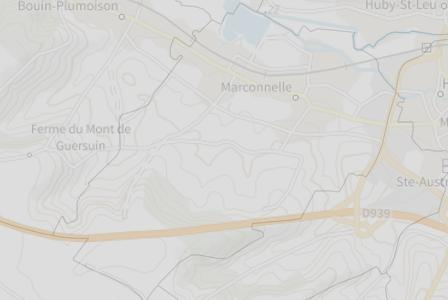 Bouin-Plumoison
Huby-St-Leu
Marconnelle
Ferme du Mont de
Guersuin
Ste-Aust
D939